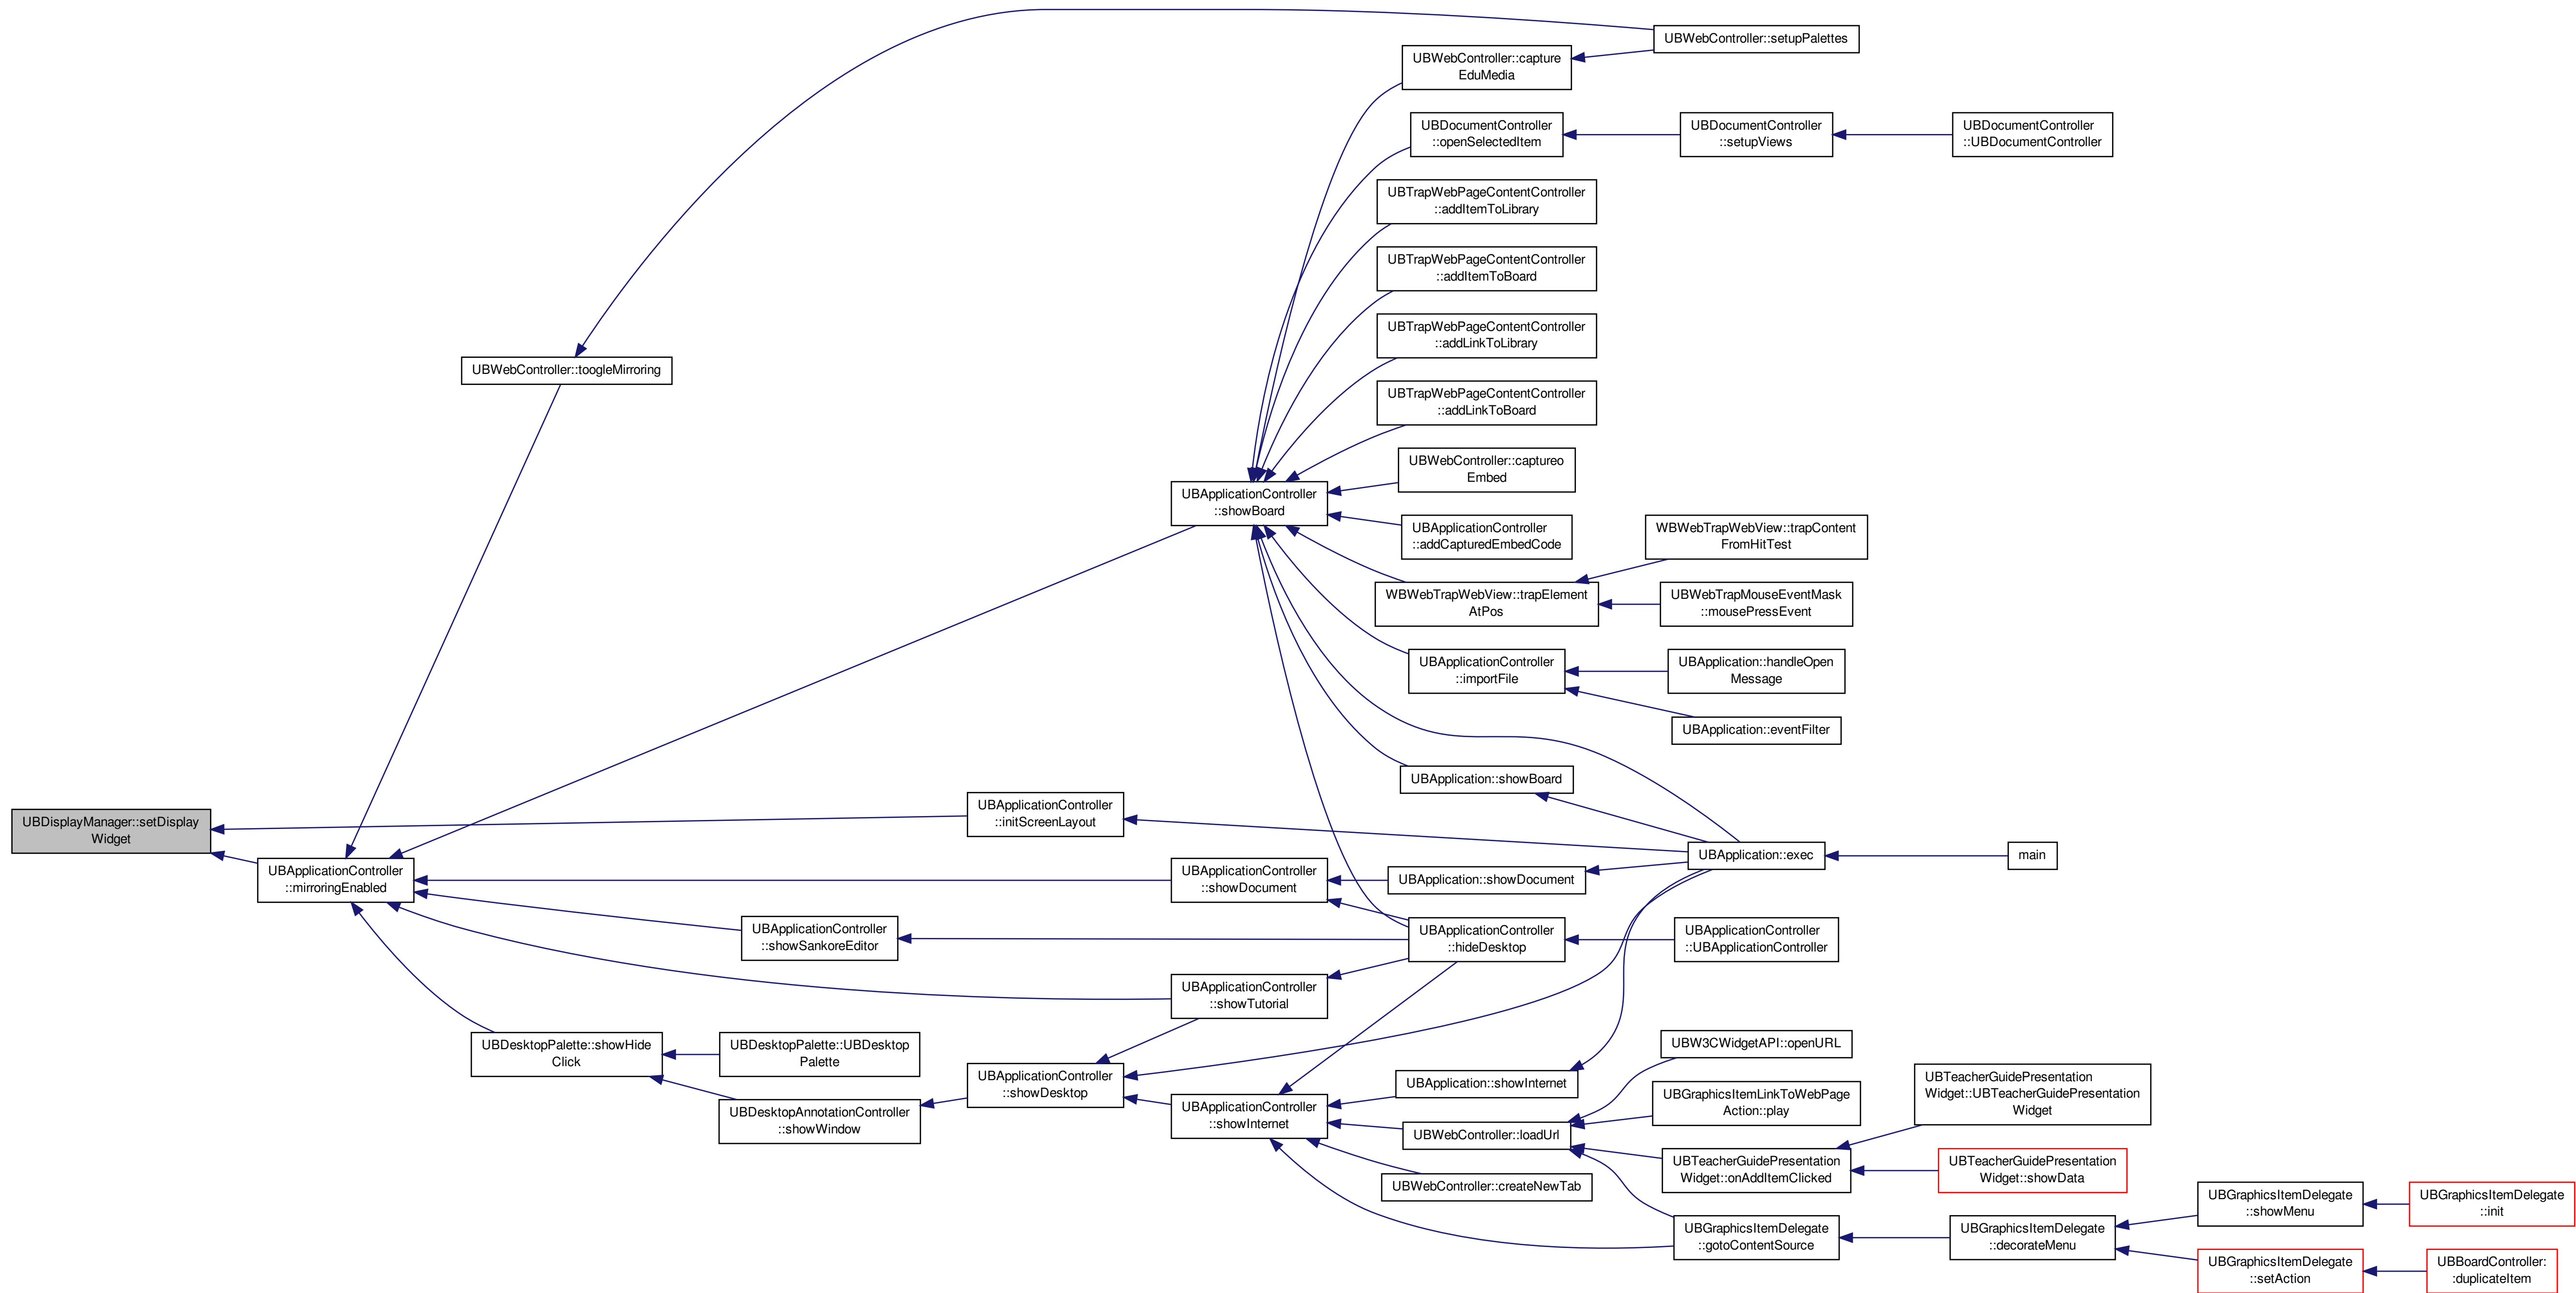 UBWebController::setupPalettes
UBWebController::capture
EduMedia
UBDocumentController
::openSelectedItem
UBDocumentController
::setupViews
UBDocumentController
::UBDocumentController
UBTrapWebPageContentController
::addItemToLibrary
UBTrapWebPageContentController
::addItemToBoard
UBTrapWebPageContentController
::addLinkToLibrary
UBWebController::toogleMirroring
UBTrapWebPageContentController
::addLinkToBoard
UBWebController::captureo
Embed
UBApplicationController
::showBoard
UBApplicationController
::addCapturedEmbedCode
WBWebTrapWebView::trapContent
FromHitTest
WBWebTrapWebView::trapElement
AtPos
UBWebTrapMouseEventMask
::mousePressEvent
UBApplicationController
::importFile
UBApplication::handleOpen
Message
UBApplication::eventFilter
UBApplication::showBoard
UBDisplayManager::setDisplay
Widget
UBApplicationController
::initScreenLayout
UBApplication::exec
main
UBApplicationController
::mirroringEnabled
UBApplicationController
::showDocument
UBApplication::showDocument
UBApplicationController
::showSankoreEditor
UBApplicationController
::hideDesktop
UBApplicationController
::UBApplicationController
UBApplicationController
::showTutorial
UBDesktopPalette::showHide
Click
UBDesktopPalette::UBDesktop
Palette
UBW3CWidgetAPI::openURL
UBApplicationController
::showDesktop
UBApplication::showInternet
UBGraphicsItemLinkToWebPage
Action::play
UBTeacherGuidePresentation
Widget::UBTeacherGuidePresentation
Widget
UBDesktopAnnotationController
::showWindow
UBApplicationController
::showInternet
UBWebController::loadUrl
UBTeacherGuidePresentation
Widget::onAddItemClicked
UBTeacherGuidePresentation
Widget::showData
UBWebController::createNewTab
UBGraphicsItemDelegate
::showMenu
UBGraphicsItemDelegate
::init
UBGraphicsItemDelegate
::gotoContentSource
UBGraphicsItemDelegate
::decorateMenu
UBGraphicsItemDelegate
::setAction
UBBoardController:
:duplicateItem